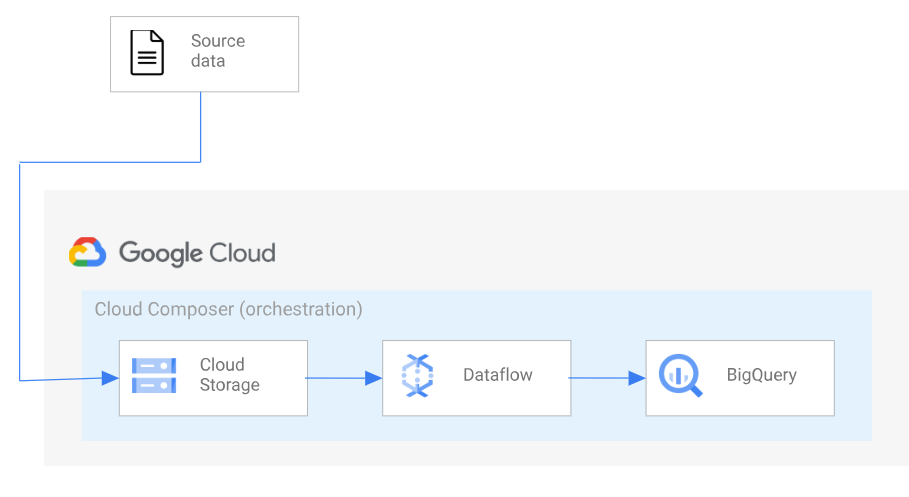 Source
data
Google Cloud
Cloud Composer (orchestration)
Cloud
Storage
Dataflow
BigQuery